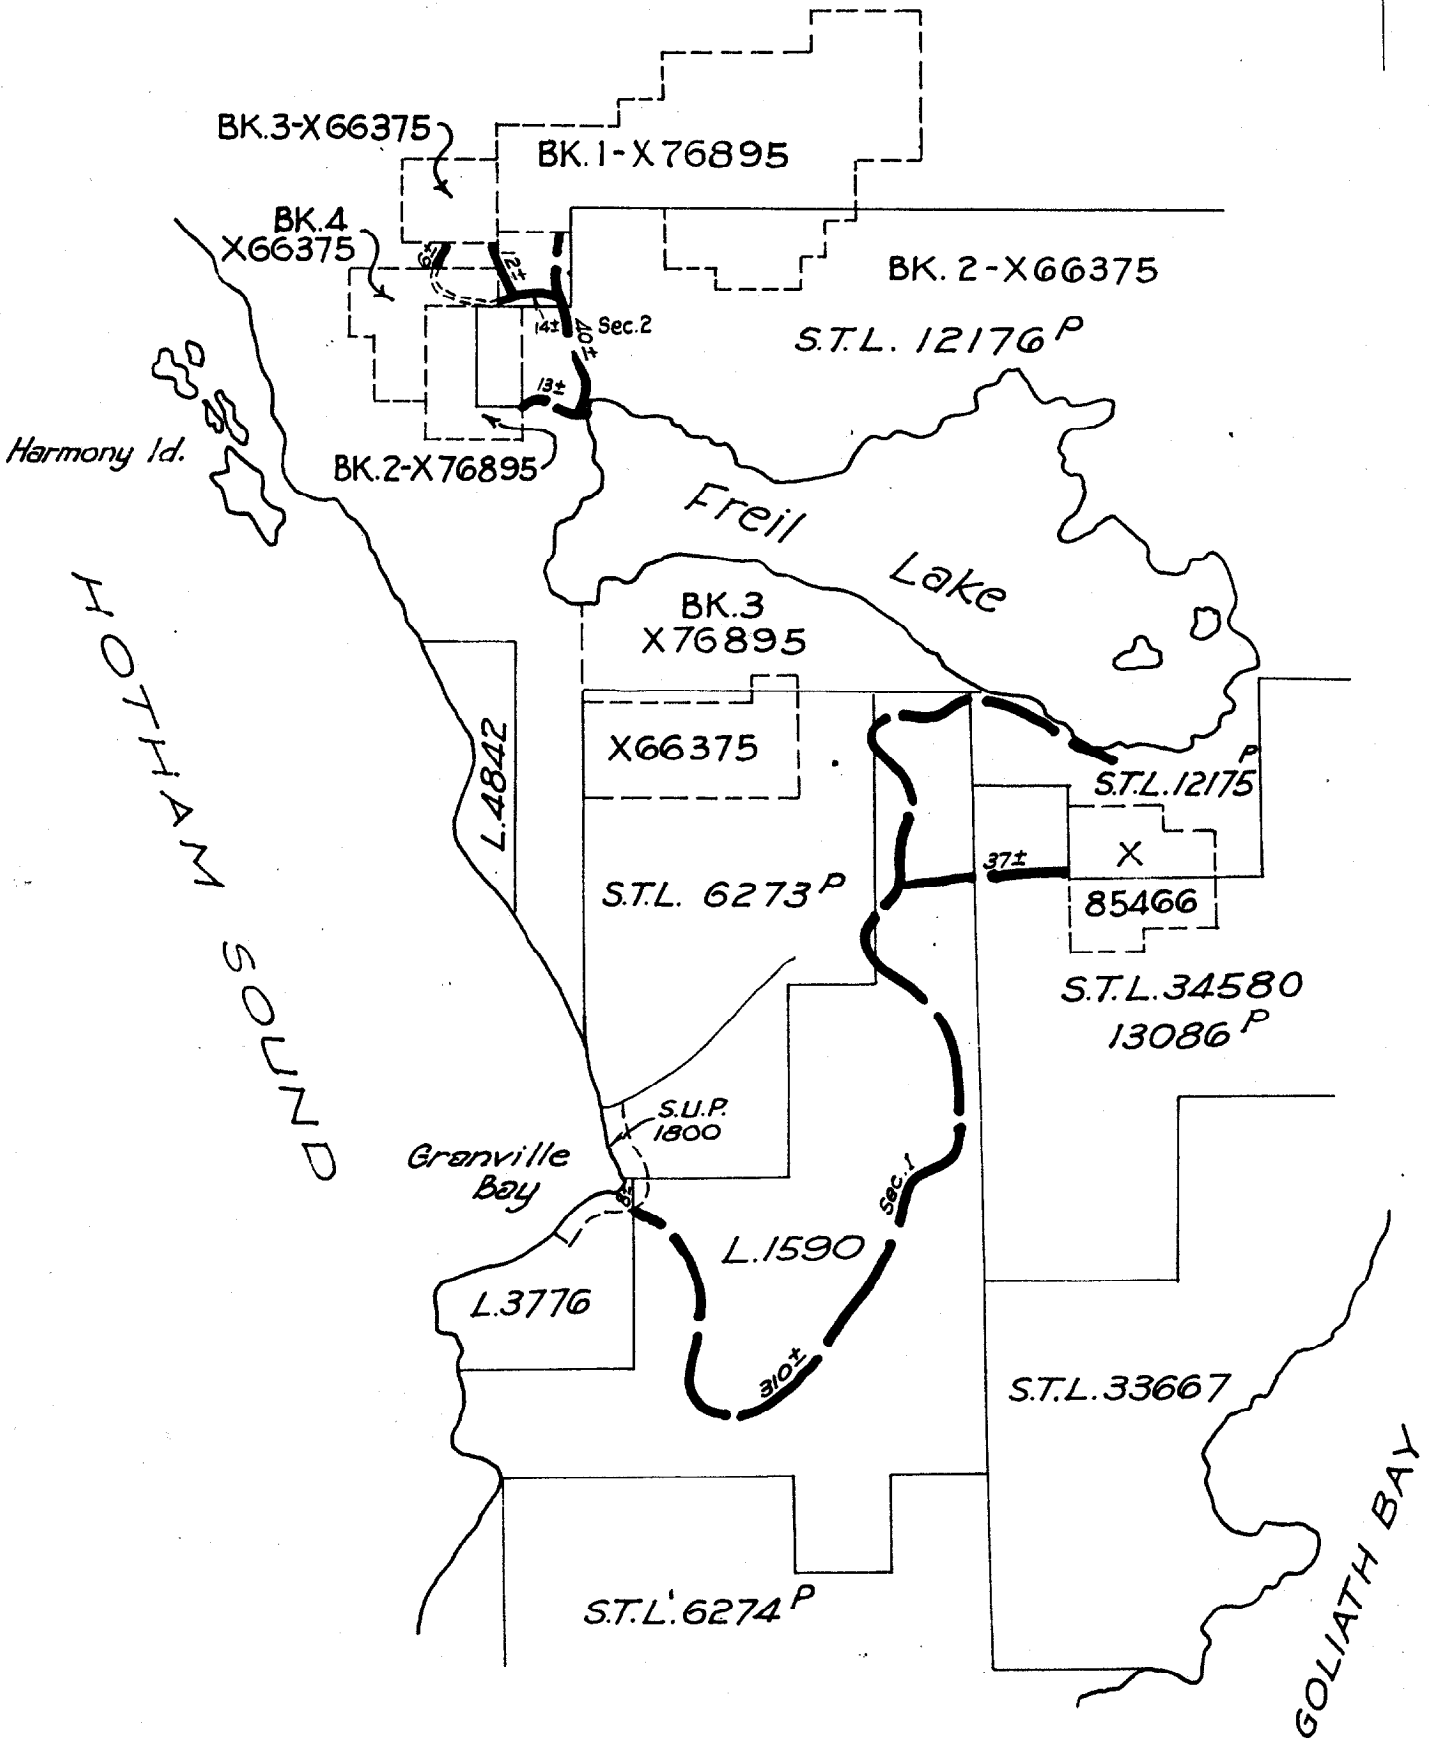 BK.3-X66375
BK.1-X76895
BK.4
X66375
BK.2-X66375
12±
14±
40±
Sec.2
S.T.L. 12176 P
13±
Harmony Id.
BK.2-X76895
Freil
Lake
HOTHAM SOUND
BK.3
X76895
L.4842
X66375
S.T.L. 12175 P
37±
X
85466
S.T.L. 6273 P
S.T.L. 34580
13086 P
S.U.P.
1800
Granville
Bay
8±
Sec.1
L.1590
L.3776
310±
S.T.L. 33667
GOLIATH BAY
S.T.L. 6274 P